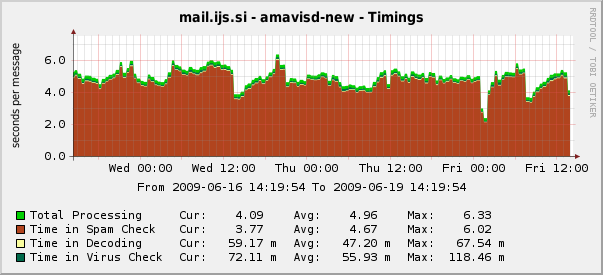 mail.ijs.si - amavisd-new - Timings
RRDTOOL / TOBI OETIKER
seconds per message
6.0
4.0
2.0
0.0
Wed 00:00 Wed 12:00 Thu 00:00 Thu 12:00 Fri 00:00 Fri 12:00
From 2009-06-16 14:19:54 To 2009-06-19 14:19:54
Total Processing Cur: 4.09 Avg: 4.96 Max: 6.33
Time in Spam Check Cur: 3.77 Avg: 4.67 Max: 6.02
Time in Decoding Cur: 59.17 m Avg: 47.20 m Max: 67.54 m
Time in Virus Check Cur: 72.11 m Avg: 55.93 m Max: 118.46 m